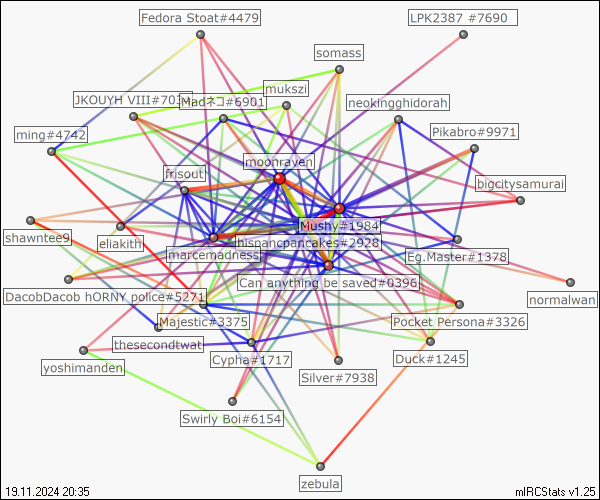 Fedora Stoat#4479
LPK2387 #7690
somass
mukszi
JKOUYH VIII#703
Madネコ#6901
neokingghidorah
ming#4742
Pikabro#9971
moonraven
frisout
bigcitysamurai
Mushy#1984
shawntee9
eliakith
hispancpancakes#2928
marcemadness
Eg.Master#1378
Can anything be saved#0396
DacobDacob hORNY police#5271
normalwan
Majestic#3375
Pocket Persona#3326
thesecondtwat
Cypha#1717
Duck#1245
yoshimanden
Silver#7938
Swirly Boi#6154
zebula
19.11.2024 20:35
mIRCStats v1.25